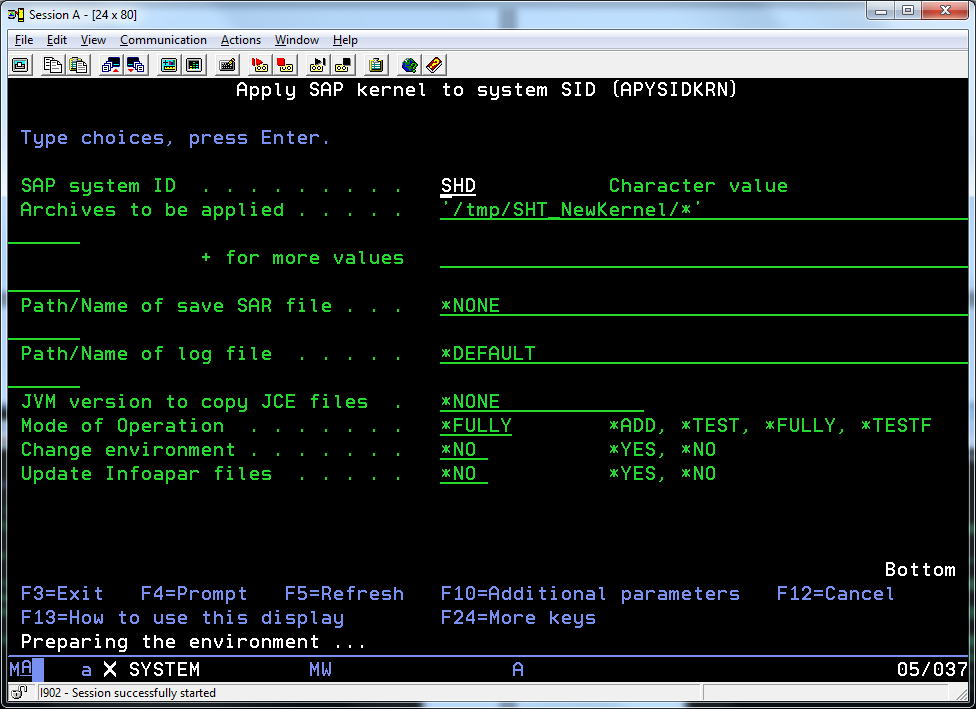 Session A - [24 x 80]
File Edit View Communication Actions Window Help
Apply SAP kernel to system SID (APYSIDKRN)
Type choices, press Enter.
SAP system ID . . . . . . . . . SHD Character value
Archives to be applied . . . . . '/tmp/SHT_NewKernel/*'
+ for more values
Path/Name of save SAR file . . . *NONE
Path/Name of log file . . . . . *DEFAULT
JVM version to copy JCE files . *NONE
Mode of Operation . . . . . . . *FULLY *ADD, *TEST, *FULLY, *TESTF
Change environment . . . . . . . *NO *YES, *NO
Update Infoapar files . . . . . *NO *YES, *NO
Bottom
F3=Exit F4=Prompt F5=Refresh F10=Additional parameters F12=Cancel
F13=How to use this display F24=More keys
Preparing the environment ...
MA a X SYSTEM MW A 05/037
I902 - Session successfully started